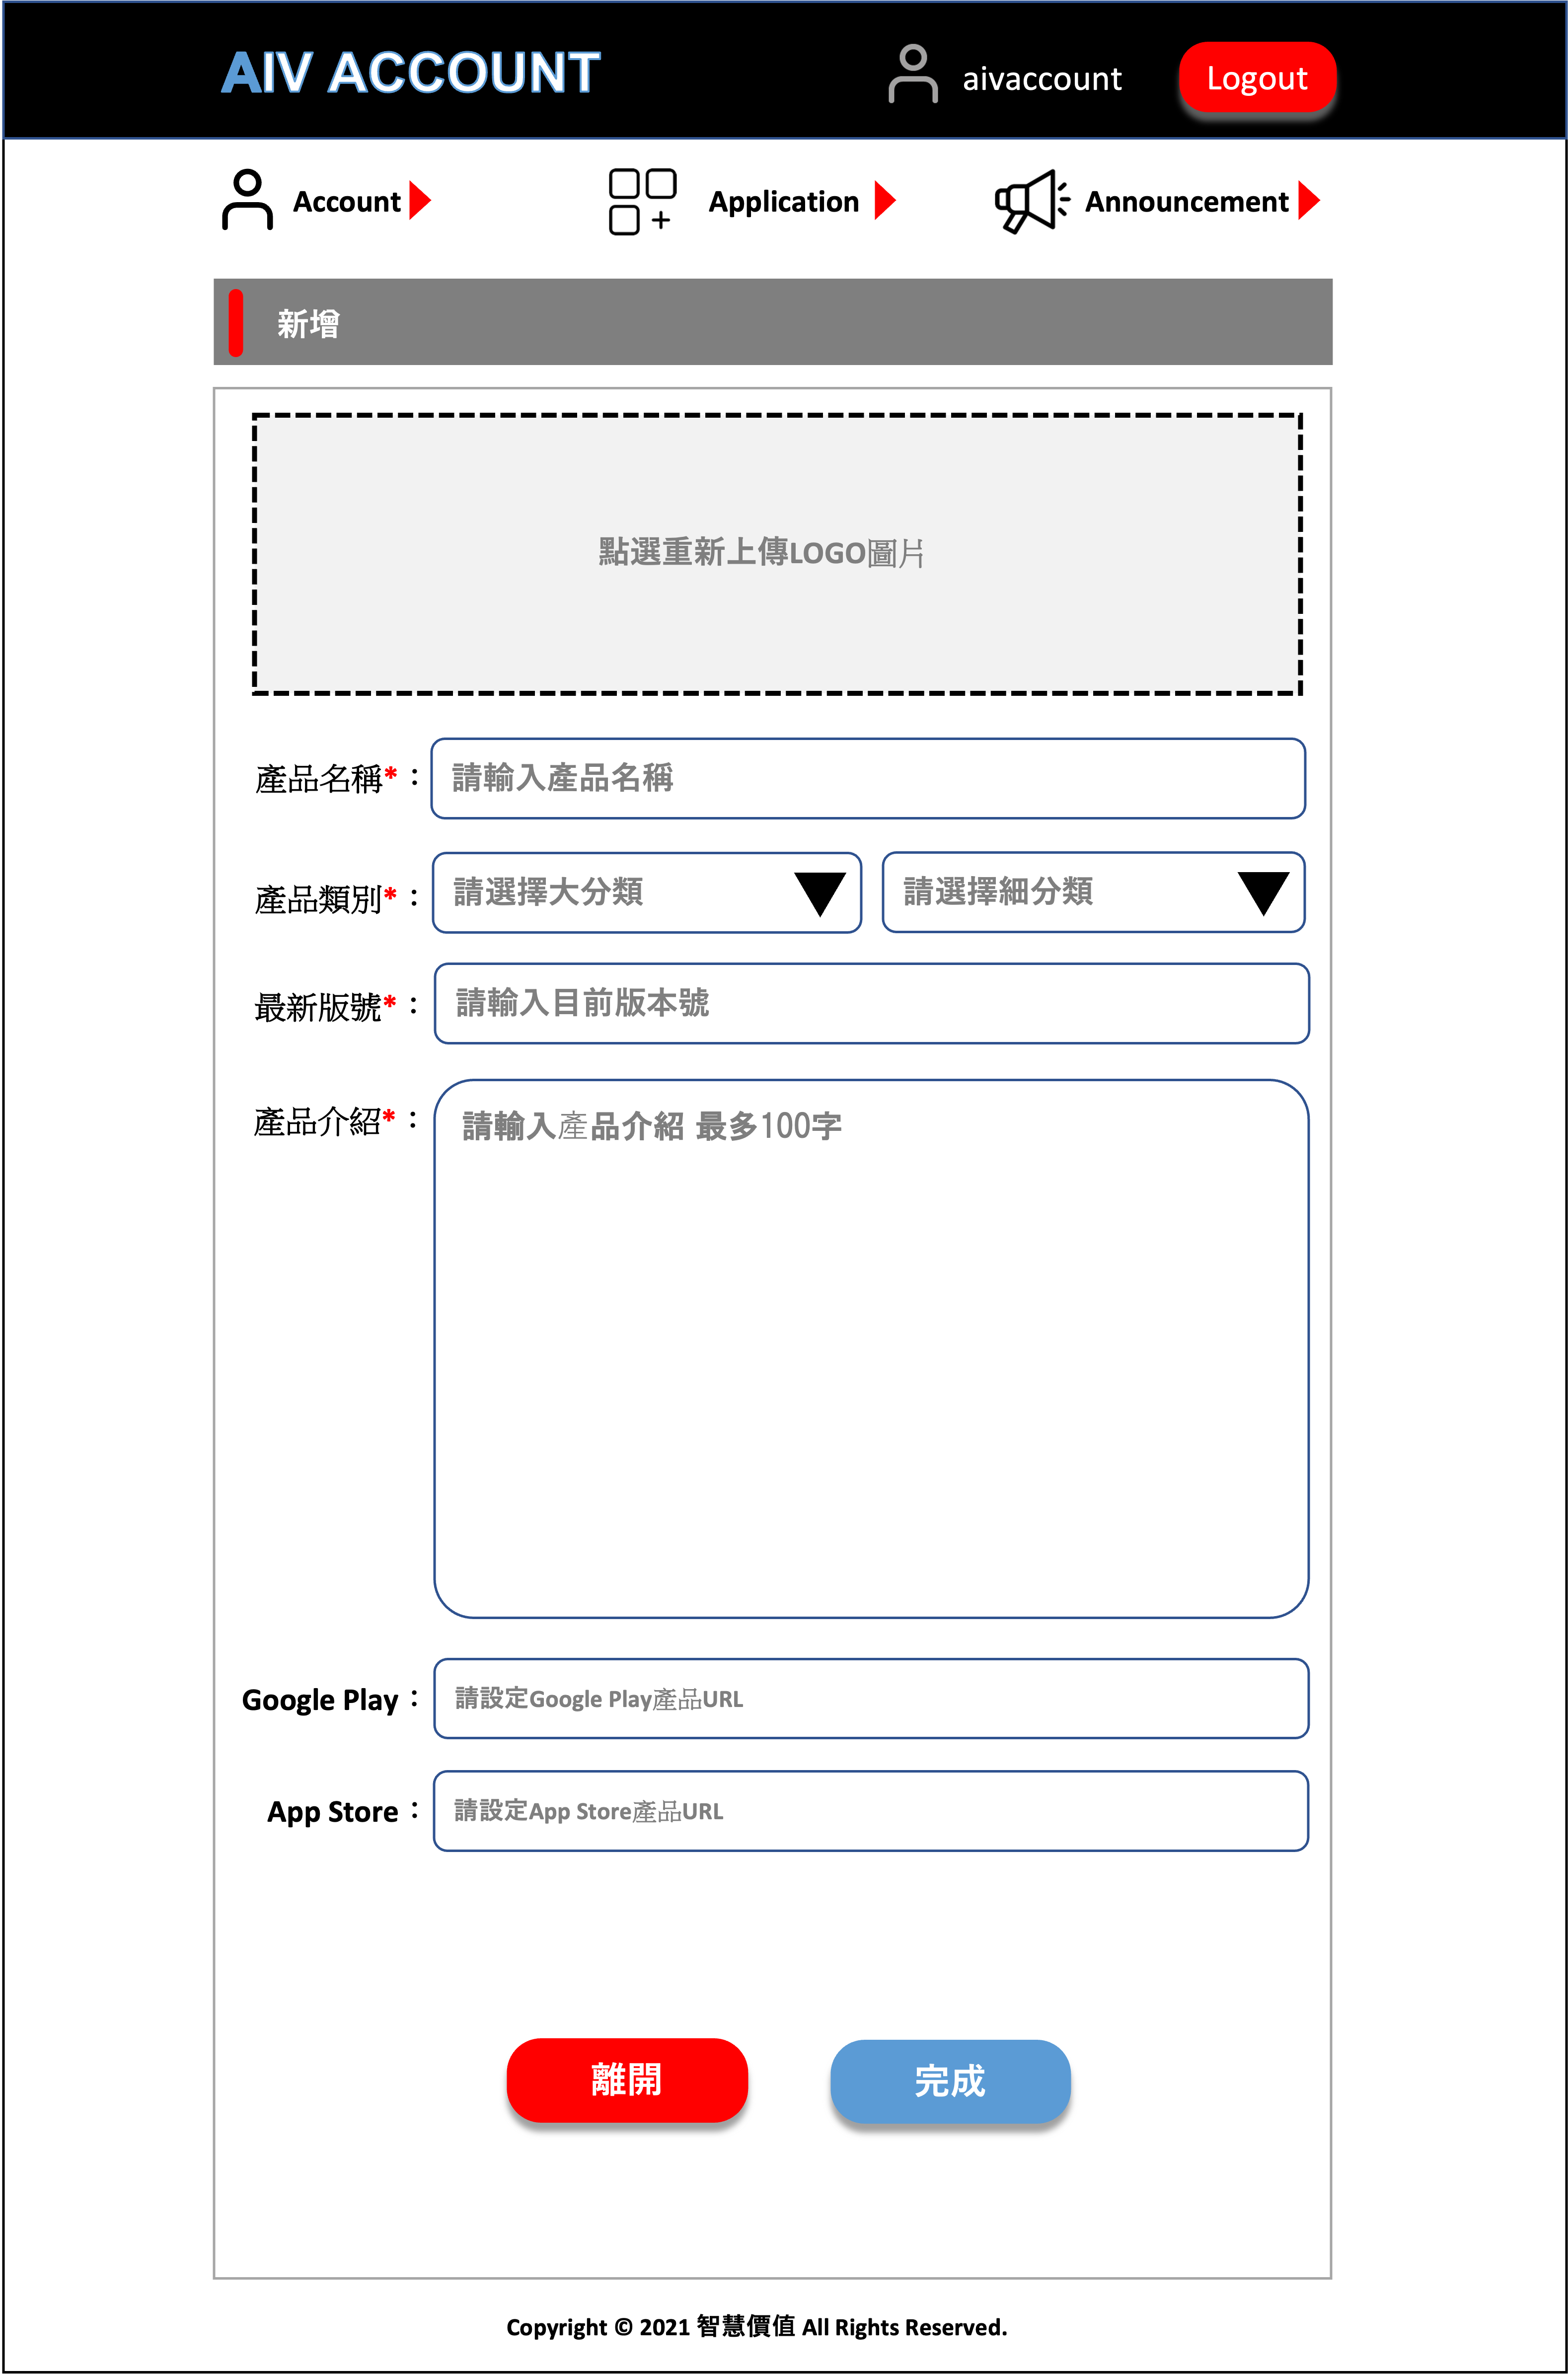 AIV ACCOUNT
aivaccount
Logout
Account
Application
Announcement
新增
點選重新上傳LOGO圖片
產品名稱*：
請輸入產品名稱
產品類別*：
請選擇大分類
請選擇細分類
最新版號*：
請輸入目前版本號
產品介紹*：
請輸入產品介紹 最多100字
Google Play：
請設定Google Play產品URL
App Store：
請設定App Store產品URL
離開
完成
Copyright © 2021 智慧價值 All Rights Reserved.